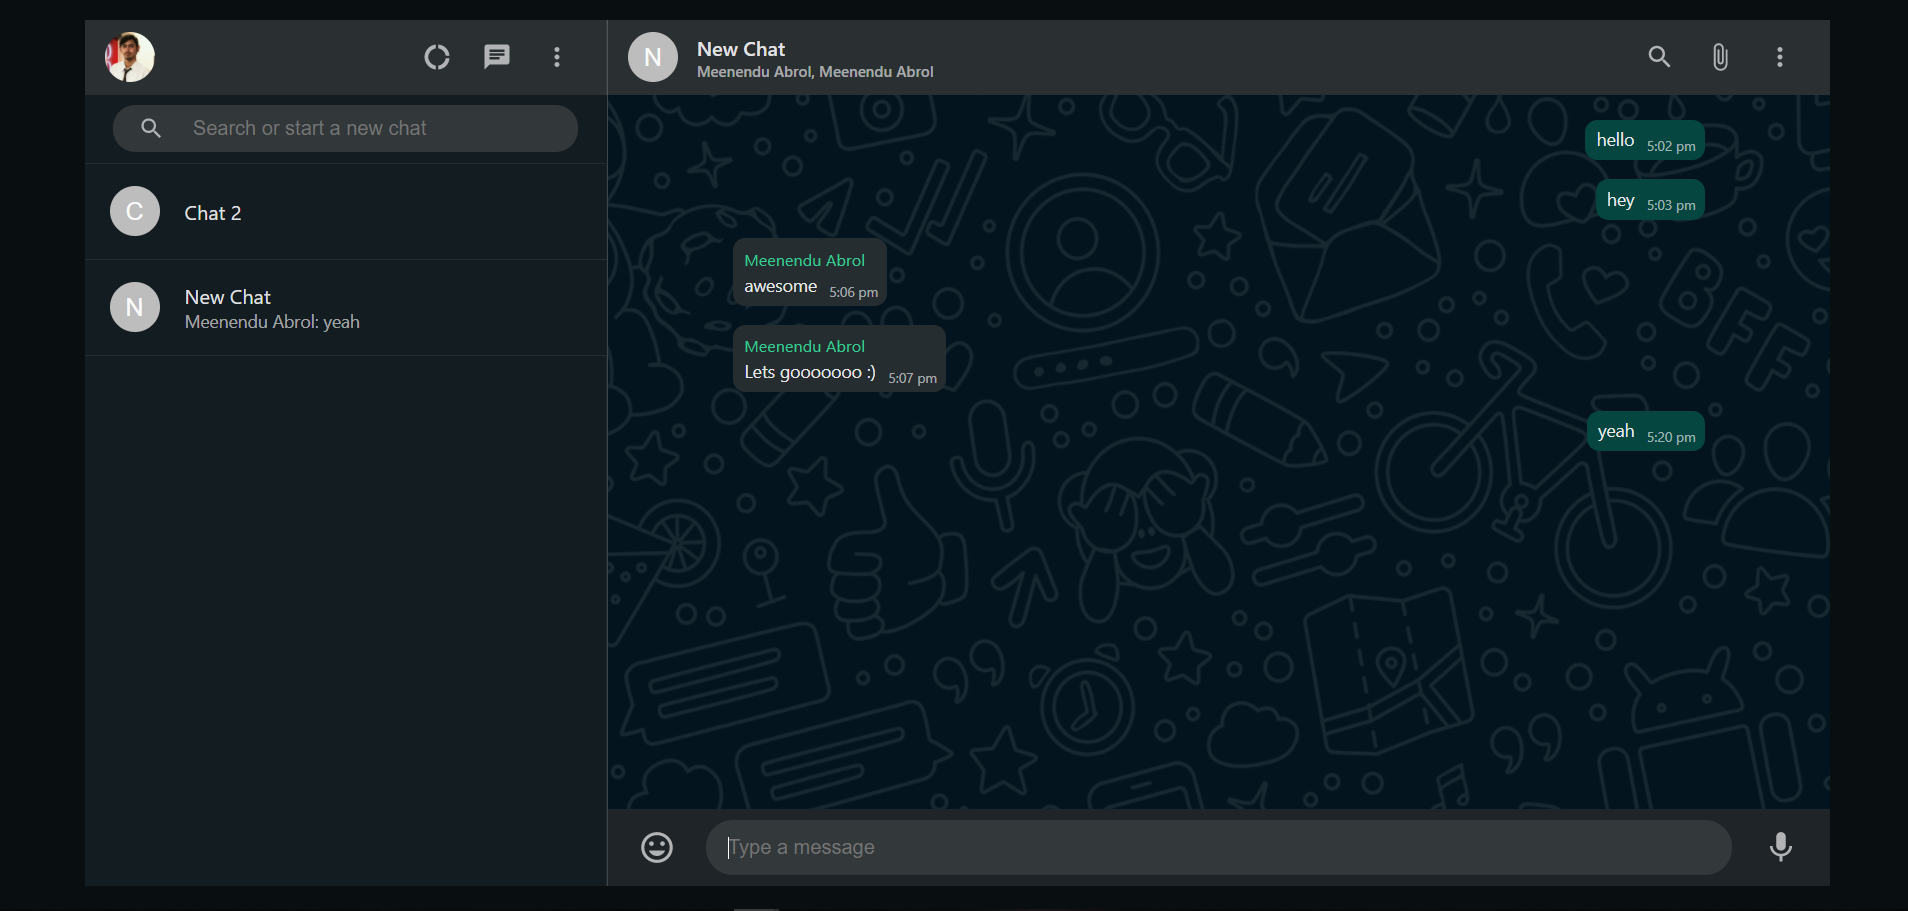 Search or start a new chat
C
Chat 2
N
New Chat
Meenendu Abrol: yeah
N
New Chat
Meenendu Abrol, Meenendu Abrol
hello 5:02 pm
hey 5:03 pm
Meenendu Abrol
awesome 5:06 pm
Meenendu Abrol
Lets gooooooo :) 5:07 pm
yeah 5:20 pm
BFF
Type a message